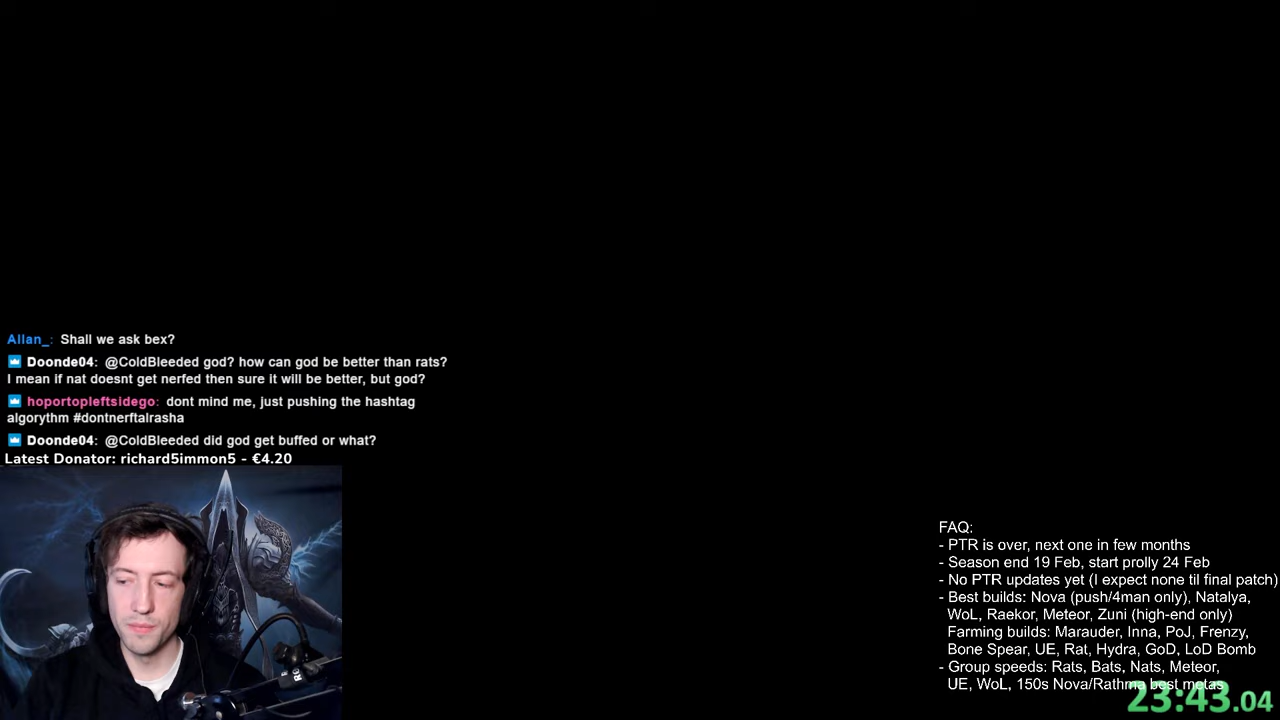 Allan_: Shall we ask bex?
Doonde04: @ColdBleeded god? how can god be better than rats?
I mean if nat doesnt get nerfed then sure it will be better, but god?
hoportopleftsidego: dont mind me, just pushing the hashtag
algorythm #dontnerftalrasha
Doonde04: @ColdBleeded did god get buffed or what?
Latest Donator: richard5immon5 - €4.20
FAQ:
- PTR is over, next one in few months
- Season end 19 Feb, start prolly 24 Feb
- No PTR updates yet (I expect none til final patch)
- Best builds: Nova (push/4man only), Natalya,
WoL, Raekor, Meteor, Zuni (high-end only)
Farming builds: Marauder, Inna, PoJ, Frenzy,
Bone Spear, UE, Rat, Hydra, GoD, LoD Bomb
- Group speeds: Rats, Bats, Nats, Meteor,
UE, WoL, 150s Nova/Rathma best metas
23:43.04